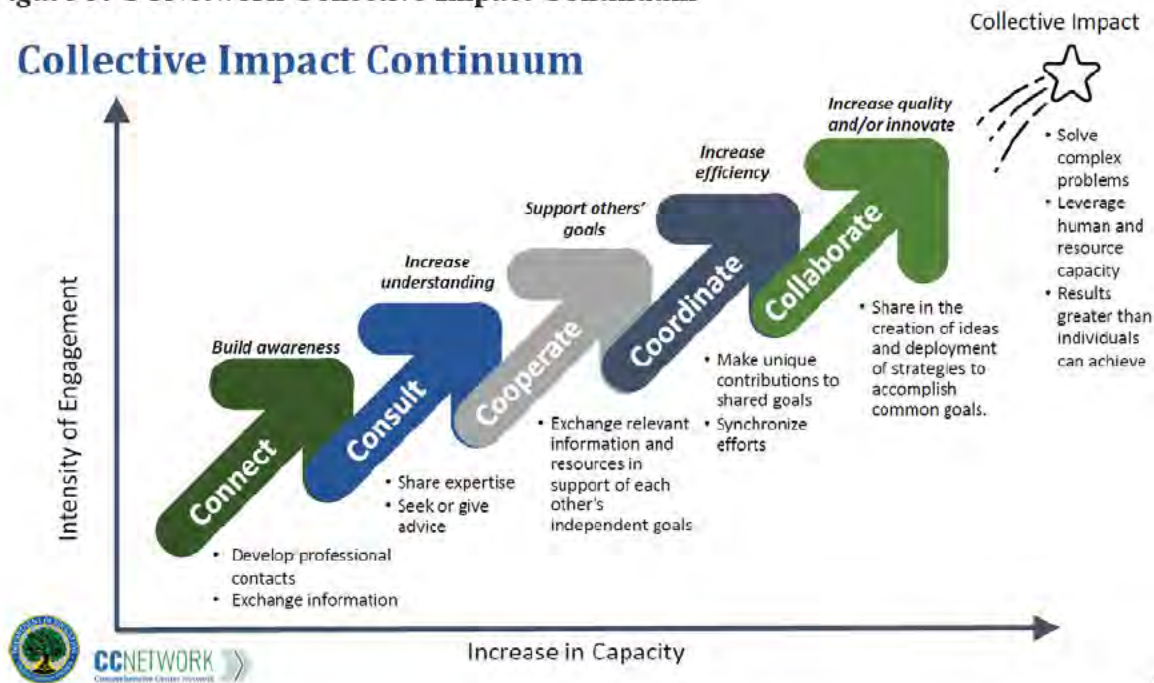 Collective Impact Continuum
Collective Impact
Intensity of Engagement
Build awareness
Connect
• Develop professional
contacts
• Exchange information
Increase
understanding
Consult
• Share expertise
• Seek or give
advice
Support others'
goals
Cooperate
• Exchange relevant
information and
resources in
support of each
other's
independent goals
Increase
efficiency
Coordinate
• Make unique
contributions to
shared goals
• Synchronize
efforts
Increase quality
and/or innovate
Collaborate
• Share in the
creation of ideas
and deployment
of strategies to
accomplish
common goals.
• Solve
complex
problems
• Leverage
human and
resource
capacity
• Results
greater than
individuals
can achieve
Increase in Capacity
CCNETWORK
Comprehensive Center Network